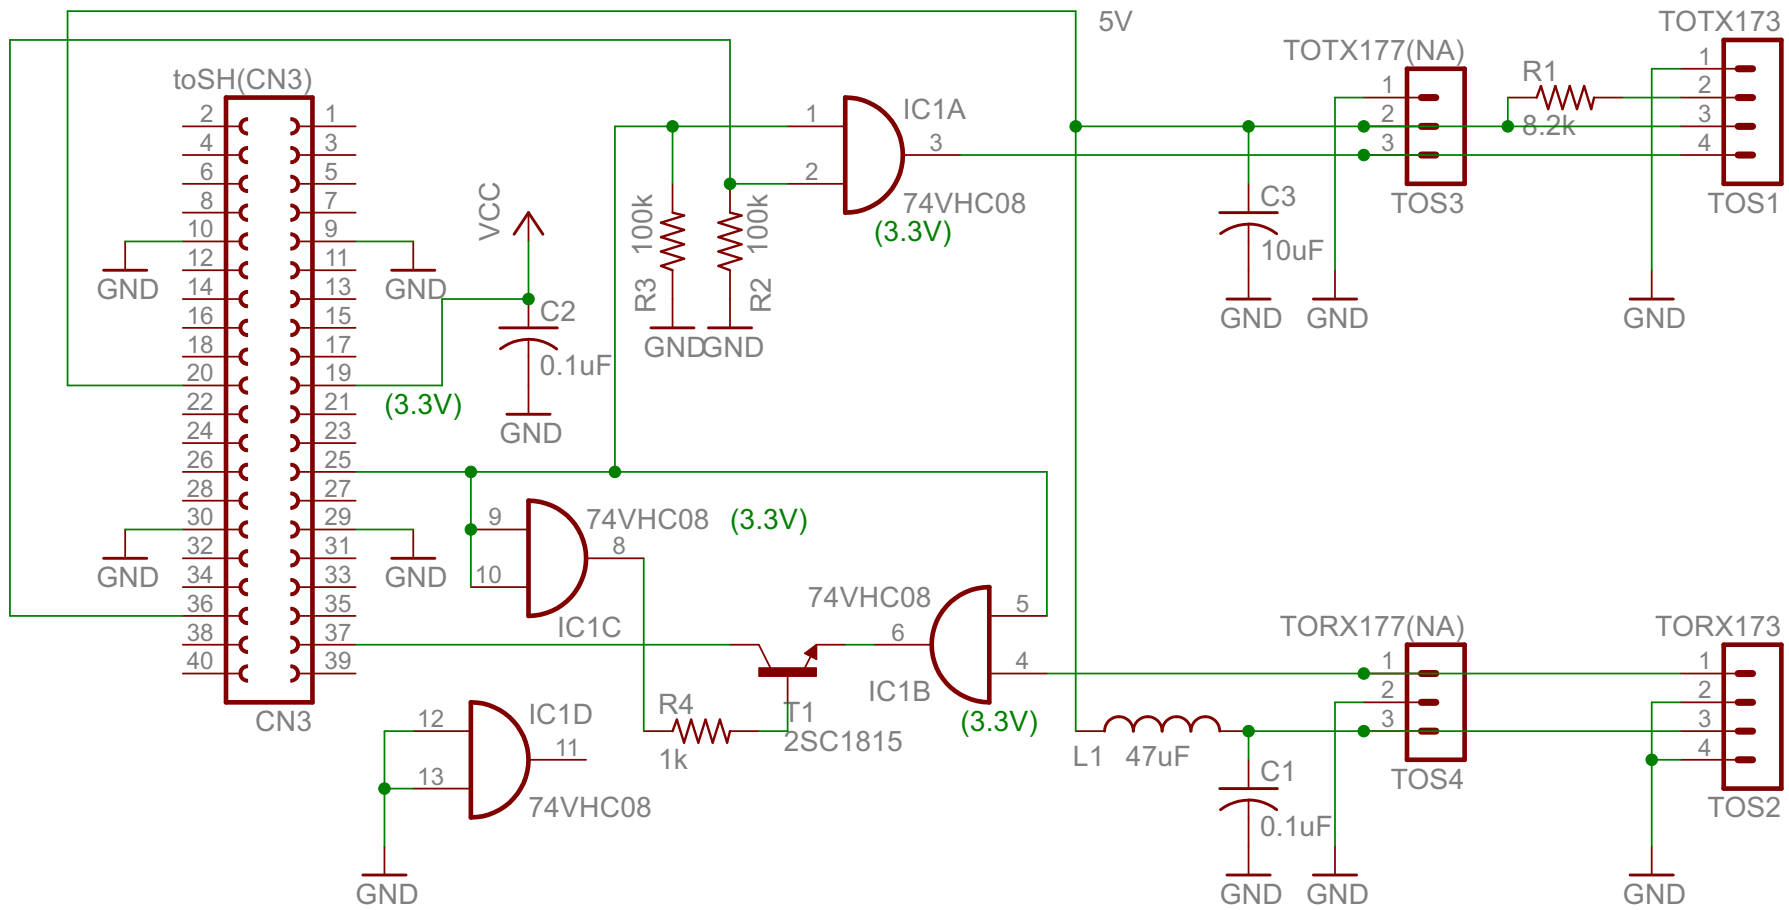 5V
TOTX173
TOTX177(NA)
toSH(CN3)
R1
8.2k
1
2
3
4
TOS1
1
2
3
TOS3
IC1A
1
2
3
74VHC08
(3.3V)
C3
10uF
GND
GND
GND
2 1
4 3
6 5
8 7
10 9
12 11
14 13
16 15
18 17
20 19
22 21
24 23
26 25
28 27
30 29
32 31
34 33
36 35
38 37
40 39
CN3
GND
GND
GND
GND
VCC
C2
0.1uF
GND
(3.3V)
100k
R3
GND
100k
R2
GND
9
10
8
74VHC08
(3.3V)
IC1C
74VHC08
5
4
6
IC1B
(3.3V)
T1
2SC1815
R4
1k
12
13
11
IC1D
74VHC08
GND
L1
47uF
C1
0.1uF
GND
TORX177(NA)
1
2
3
TOS4
GND
TORX173
1
2
3
4
TOS2
GND